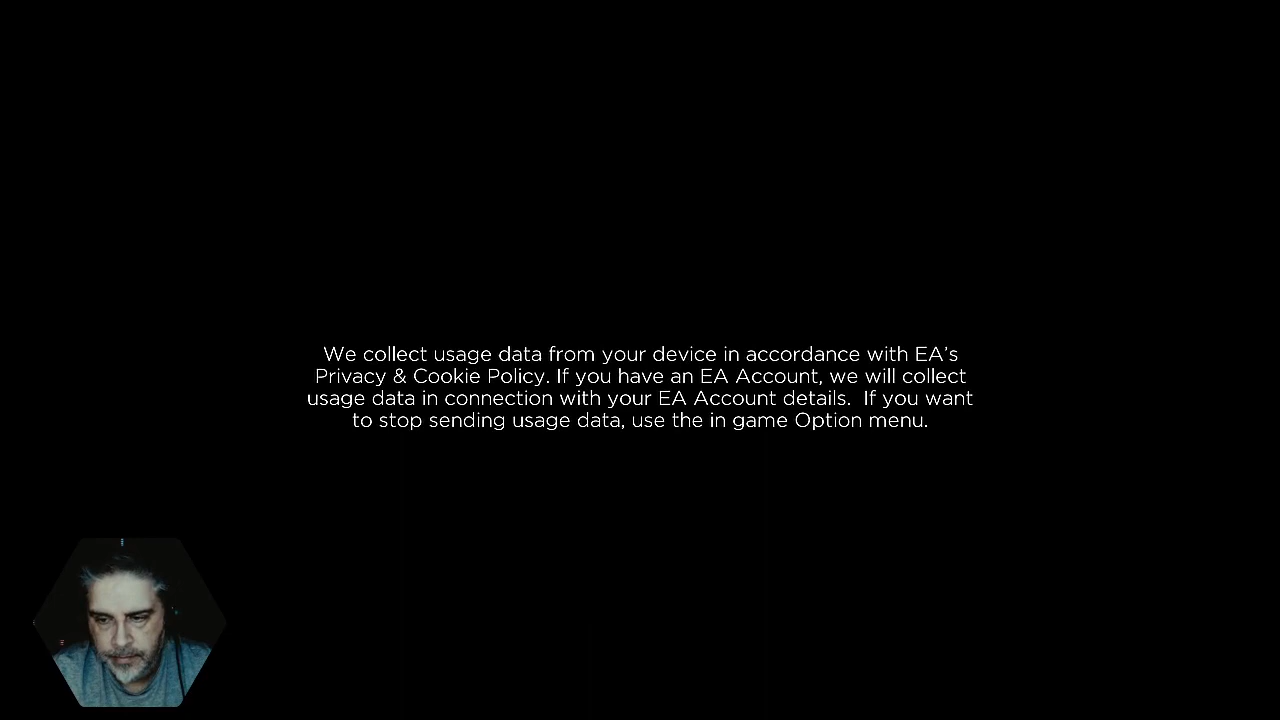 We collect usage data from your device in accordance with EA’s
Privacy & Cookie Policy. If you have an EA Account, we will collect
usage data in connection with your EA Account details.  If you want
to stop sending usage data, use the in game Option menu.